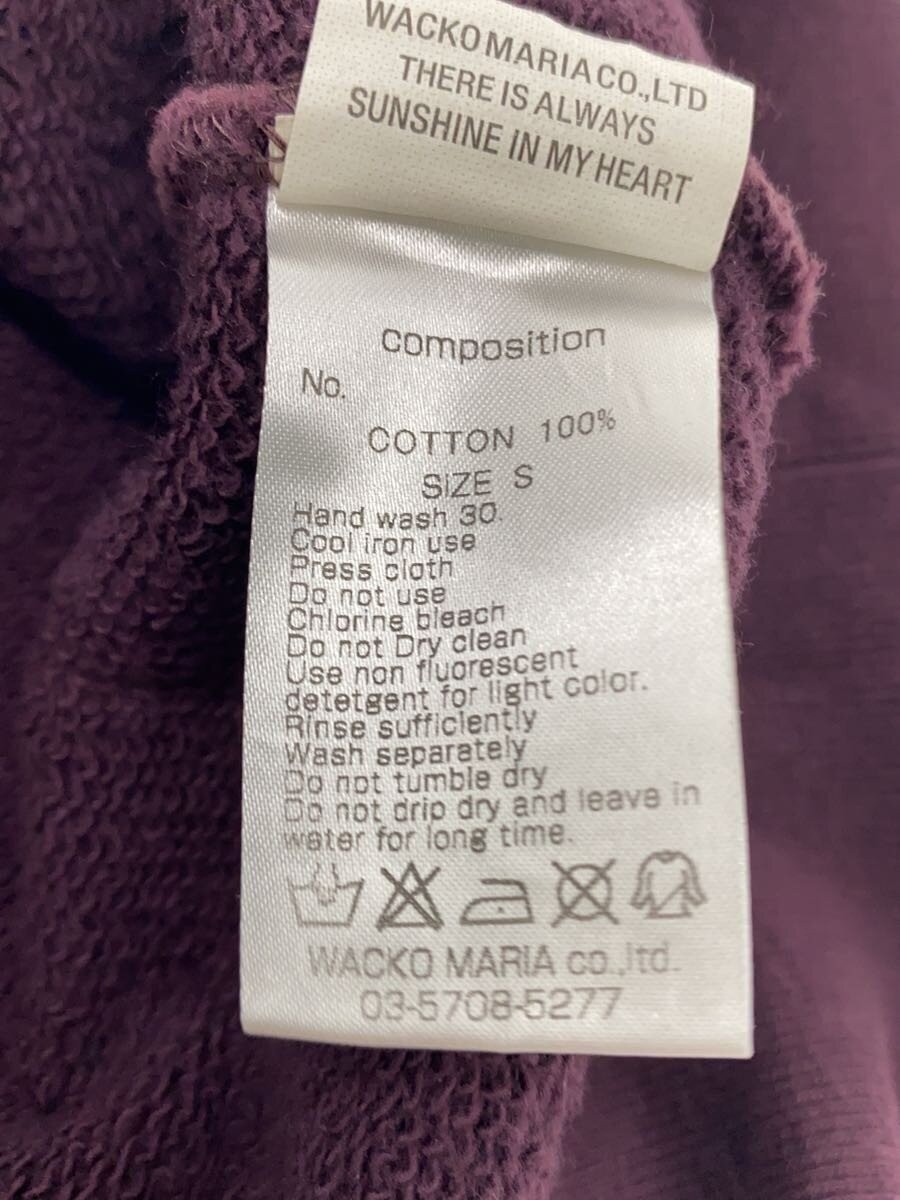 WACKO MARIA CO.,LTD
THERE IS ALWAYS
SUNSHINE IN MY HEART
composition
No.
COTTON 100%
SIZE S
Hand wash 30.
Cool iron use
Press cloth
Do not use
Chlorine bleach
Do not Dry clean
Use non fluorescent
detetgent for light color.
Rinse sufficiently
Wash separately
Do not tumble dry
Do not drip dry and leave in
water for long time.
WACKO MARIA co.,ltd.
03-5708-5277